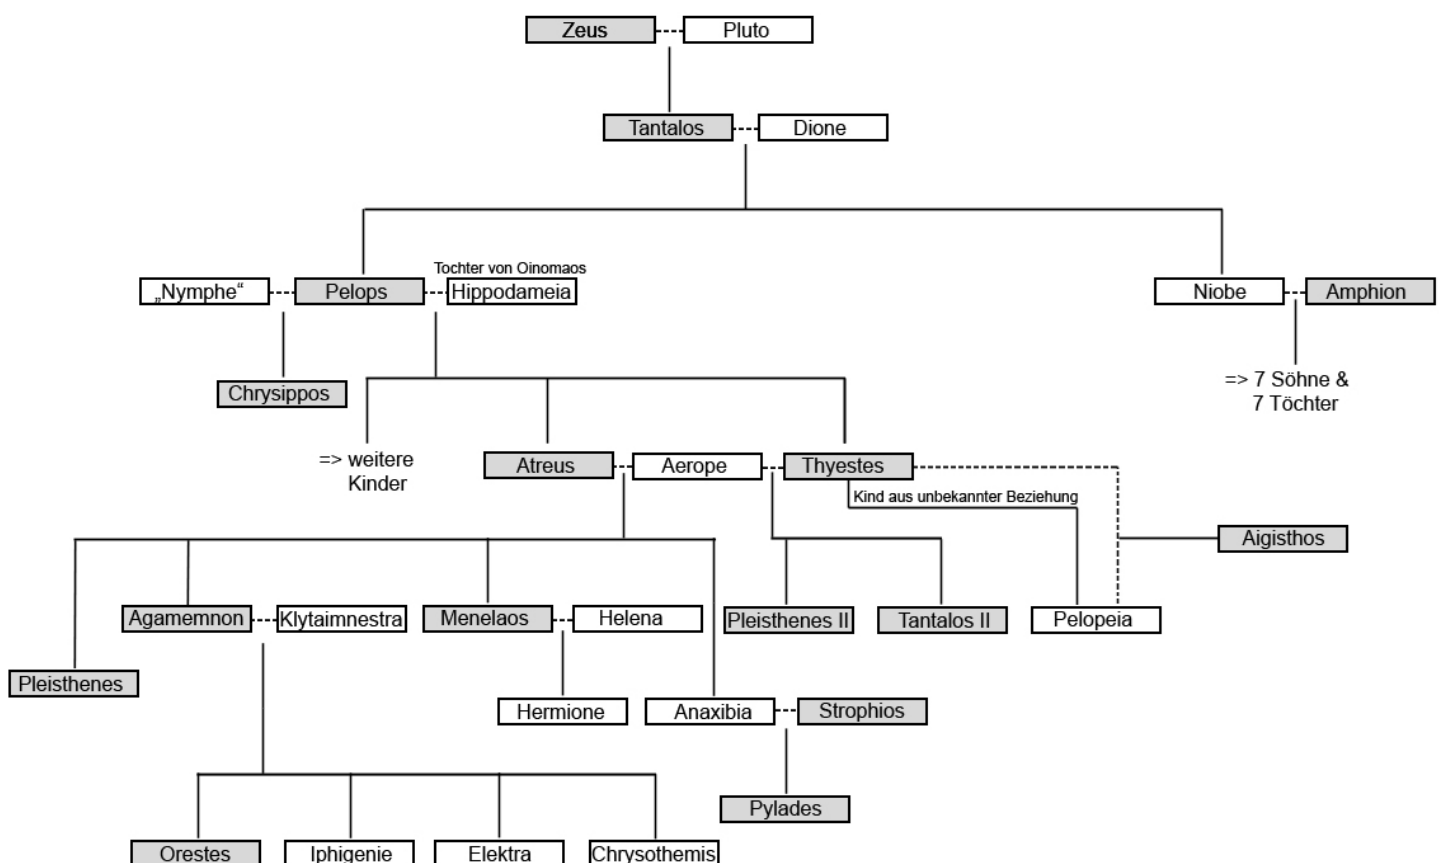 Zeus
Pluto
Tantalos
Dione
Tochter von Oinomaos
„Nymphe“
Pelops
Hippodameia
Niobe
Amphion
Chrysippos
=> 7 Söhne &
7 Töchter
=> weitere
Kinder
Atreus
Aerope
Thyestes
Kind aus unbekannter Beziehung
Aigisthos
Agamemnon
Klytaimnestra
Menelaos
Helena
Pleisthenes II
Tantalos II
Pelopeia
Pleisthenes
Hermione
Anaxibia
Strophios
Pylades
Orestes
Iphigenie
Elektra
Chrysothemis